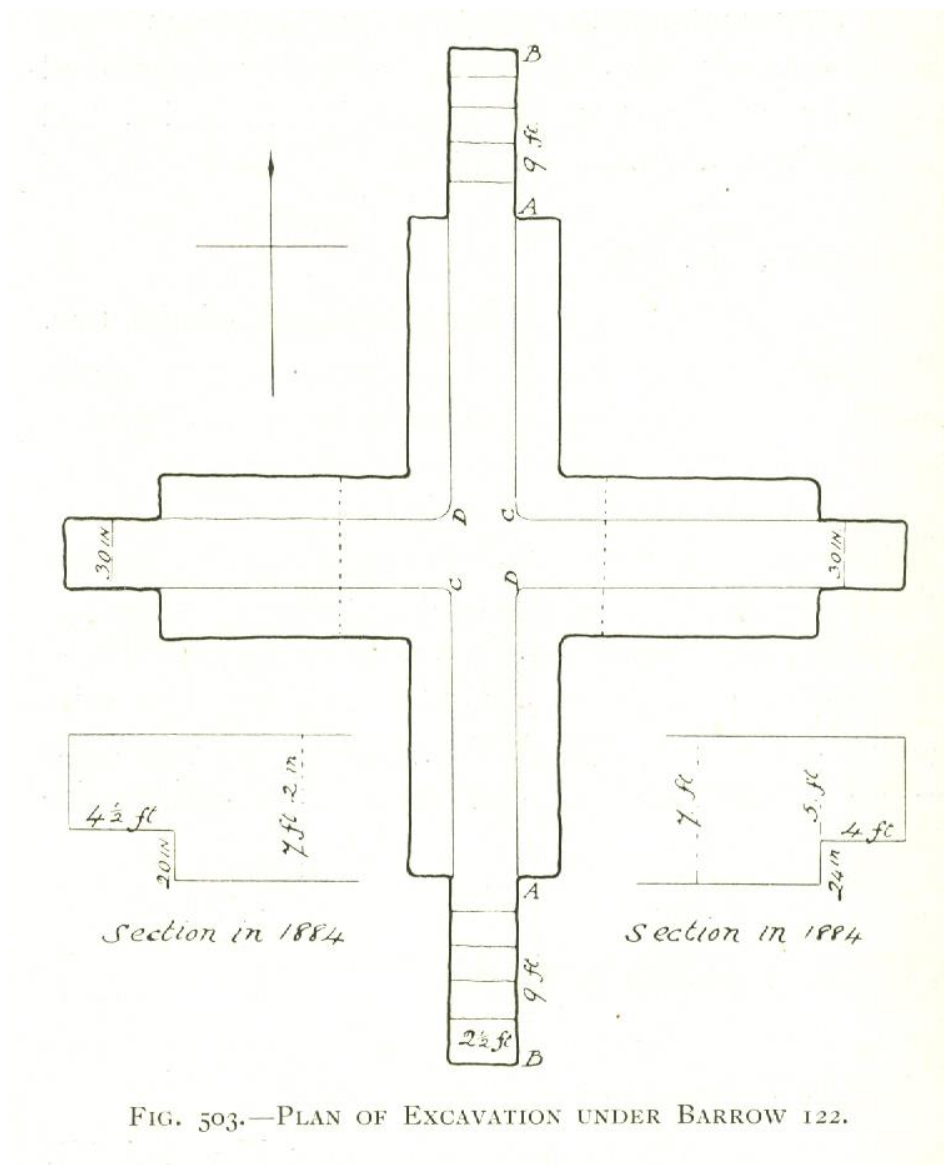 B
9 ft.
A
D C
30 IN
30 IN
C D
4½ ft
20 IN
7 ft 2 in
7 ft
5 ft
4 ft
24 in
Section in 1884
Section in 1884
A
9 ft.
2½ ft
B
FIG. 503.—PLAN OF EXCAVATION UNDER BARROW 122.